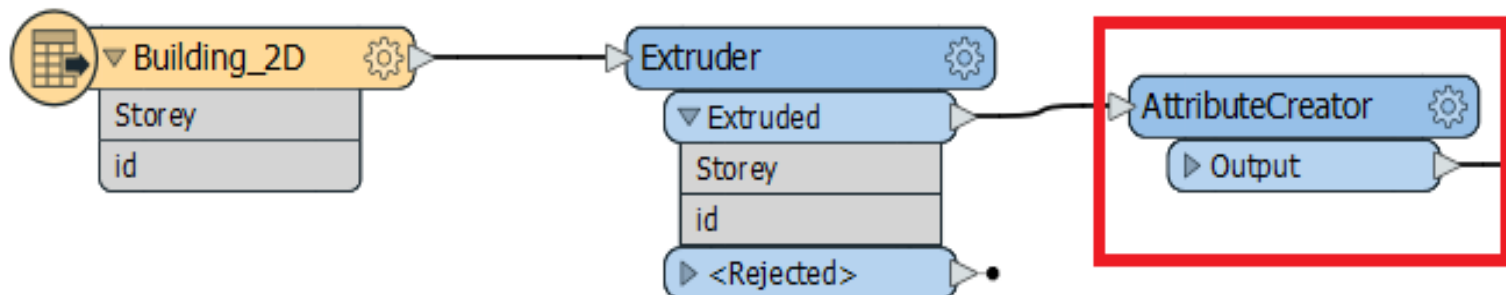 Building_2D
Storey
id
Extruder
Extruded
Storey
id
<Rejected>
AttributeCreator
Output